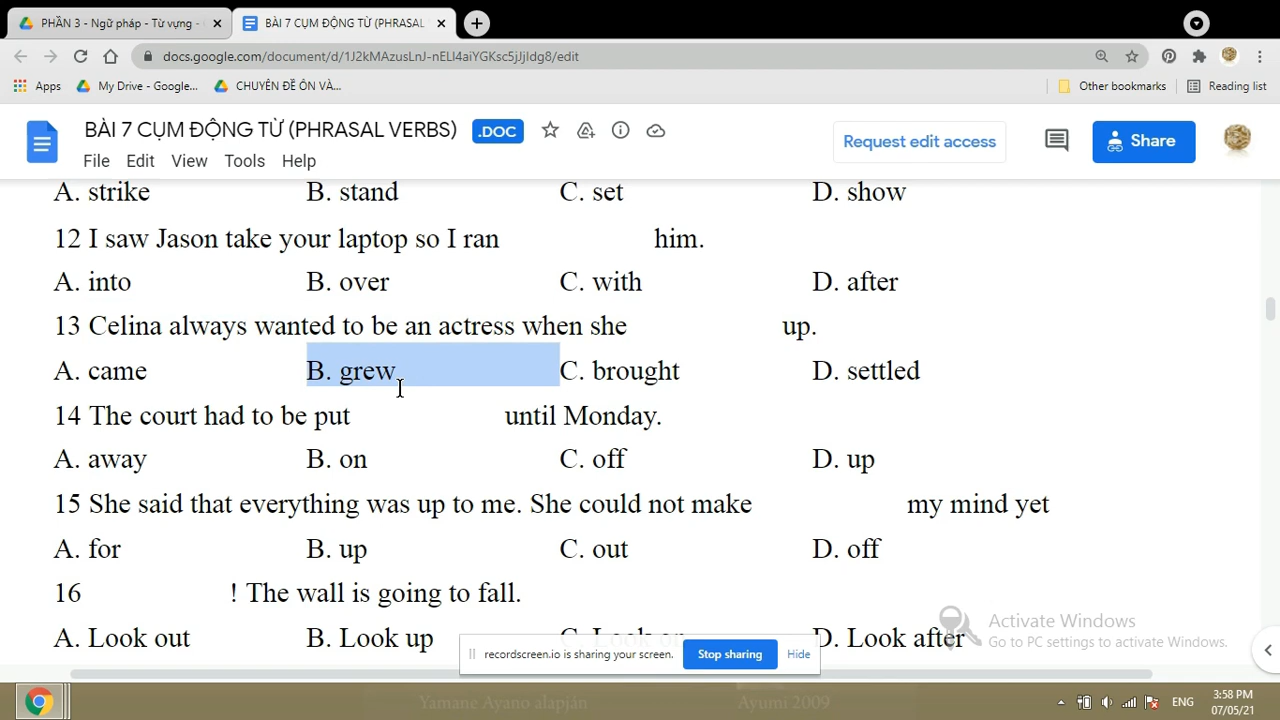 PHẦN 3 - Ngữ pháp - Từ vựng -
BÀI 7 CỤM ĐỘNG TỪ (PHRASAL
docs.google.com/document/d/1J2kMAzusLnJ-nELl4aiYGKsc5jJjIdg8/edit
Apps My Drive - Google... CHUYÊN ĐỀ ÔN VÀ... Other bookmarks Reading list
BÀI 7 CỤM ĐỘNG TỪ (PHRASAL VERBS) .DOC
Request edit access Share
File Edit View Tools Help
A. strike B. stand C. set D. show
12 I saw Jason take your laptop so I ran him.
A. into B. over C. with D. after
13 Celina always wanted to be an actress when she up.
A. came B. grew C. brought D. settled
14 The court had to be put until Monday.
A. away B. on C. off D. up
15 She said that everything was up to me. She could not make my mind yet
A. for B. up C. out D. off
16 ! The wall is going to fall.
A. Look out B. Look up D. Look after
Activate Windows
Go to PC settings to activate Windows.
recordscreen.io is sharing your screen. Stop sharing Hide
Yamane Ayano alapján Ayumi 2009
ENG
3:58 PM
07/05/21